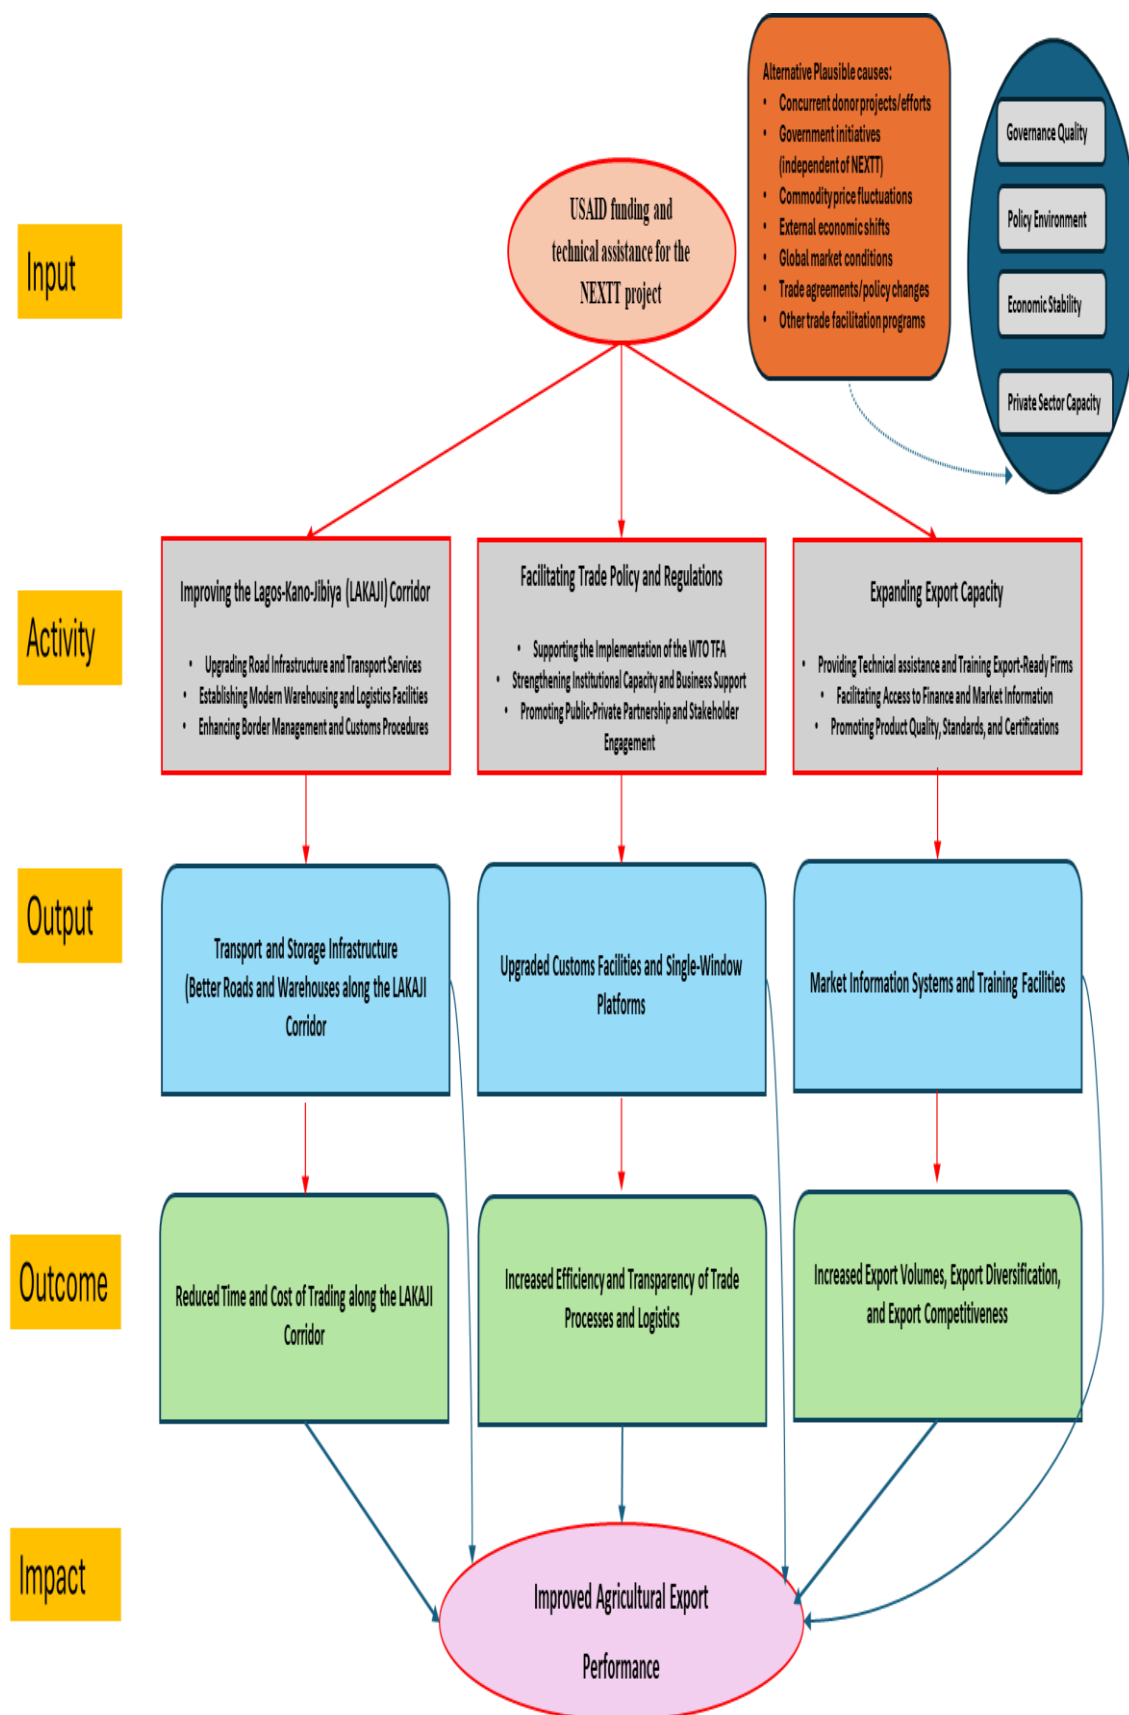 Alternative Plausible causes:
• Concurrent donor projects/efforts
• Government initiatives
(independent of NEXTT)
• Commodity price fluctuations
• External economic shifts
• Global market conditions
• Trade agreements/policy changes
• Other trade facilitation programs
Governance Quality
Policy Environment
Economic Stability
Private Sector Capacity
Input
USAID funding and
technical assistance for the
NEXTT project
Activity
Improving the Lagos-Kano-Jibiya (LAKAJI) Corridor
• Upgrading Road Infrastructure and Transport Services
• Establishing Modern Warehousing and Logistics Facilities
• Enhancing Border Management and Customs Procedures
Facilitating Trade Policy and Regulations
• Supporting the Implementation of the WTO TFA
• Strengthening Institutional Capacity and Business Support
• Promoting Public-Private Partnership and Stakeholder
Engagement
Expanding Export Capacity
• Providing Technical assistance and Training Export-Ready Firms
• Facilitating Access to Finance and Market Information
• Promoting Product Quality, Standards, and Certifications
Output
Transport and Storage Infrastructure
(Better Roads and Warehouses along the LAKAJI
Corridor
Upgraded Customs Facilities and Single-Window
Platforms
Market Information Systems and Training Facilities
Outcome
Reduced Time and Cost of Trading along the LAKAJI
Corridor
Increased Efficiency and Transparency of Trade
Processes and Logistics
Increased Export Volumes, Export Diversification,
and Export Competitiveness
Impact
Improved Agricultural Export
Performance